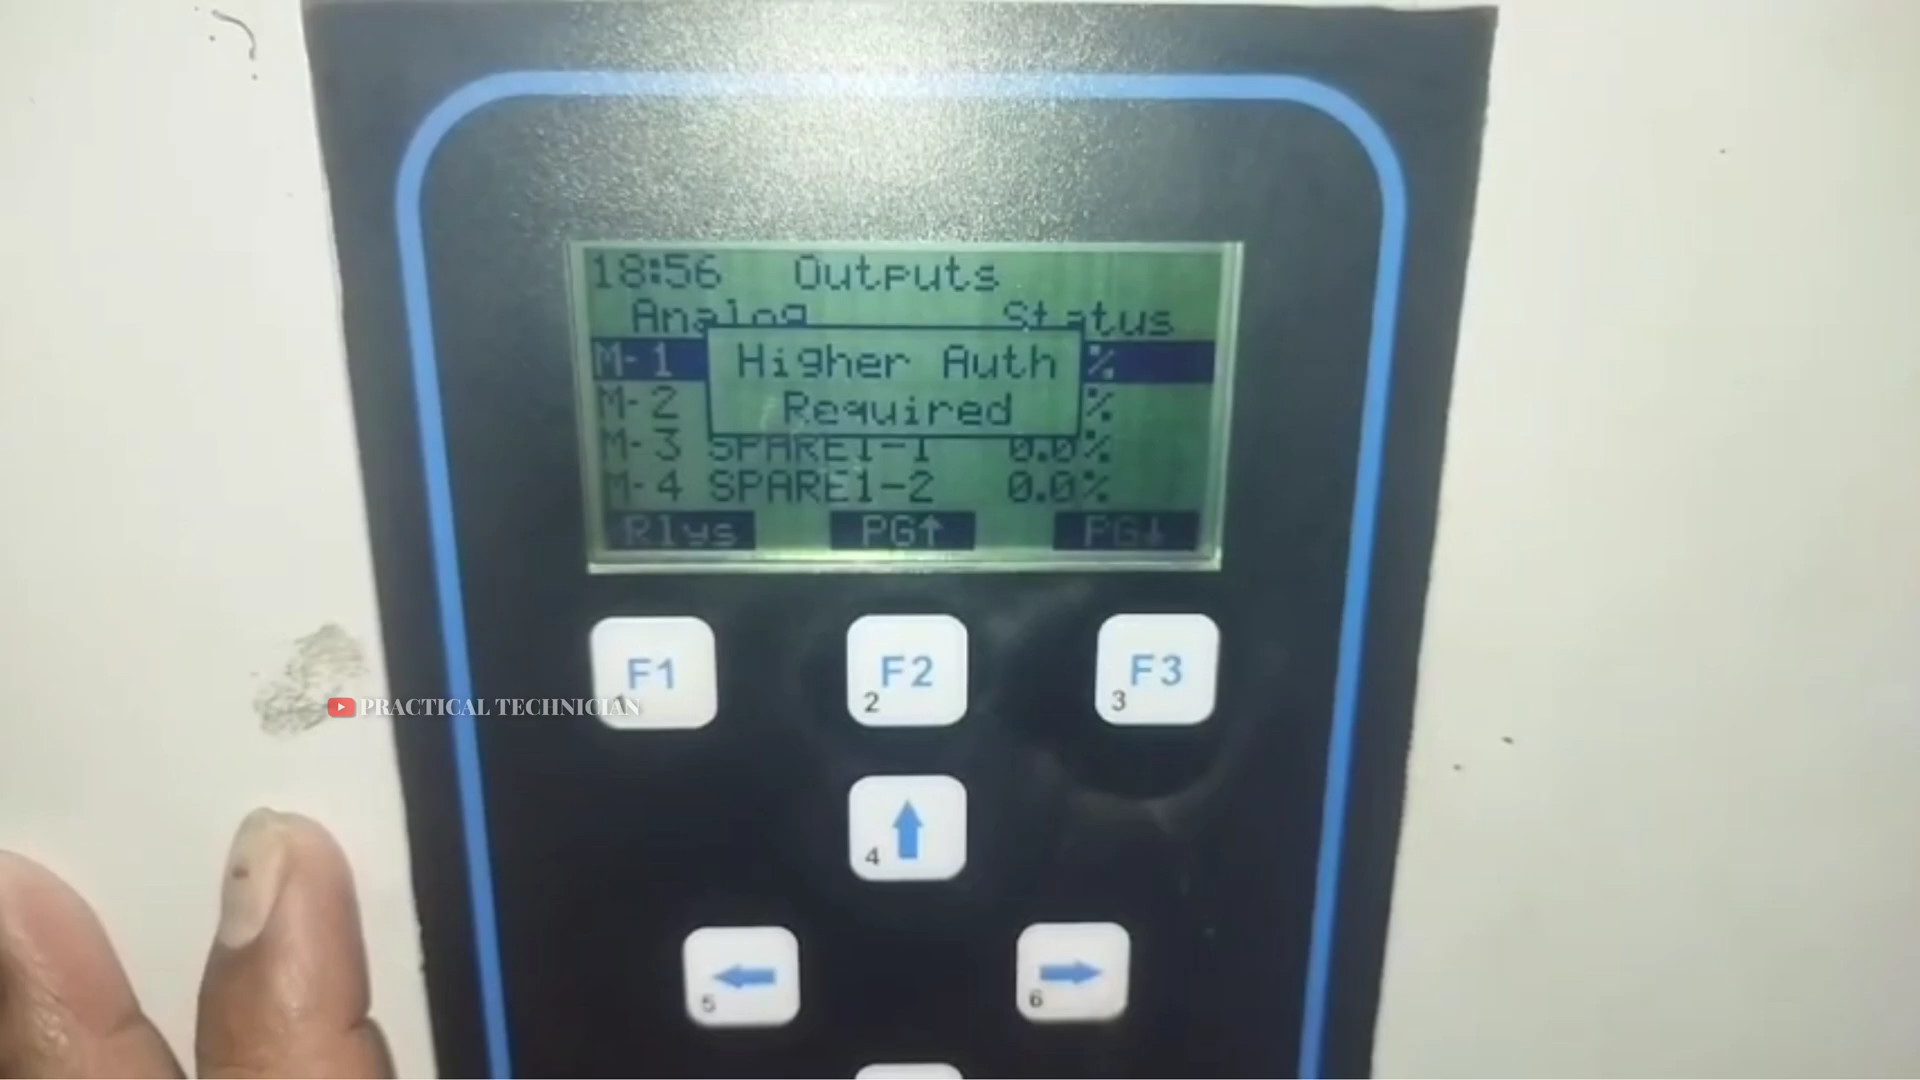 18:56 Outputs
Analog Status
M-1 %
Higher Auth
Required
M-2 %
M-3 SPARE1-1 0.0%
M-4 SPARE1-2 0.0%
Rlys PG↑ PG↓
F1 F2 F3
1 2 3
PRACTICAL TECHNICIAN
4
5 6